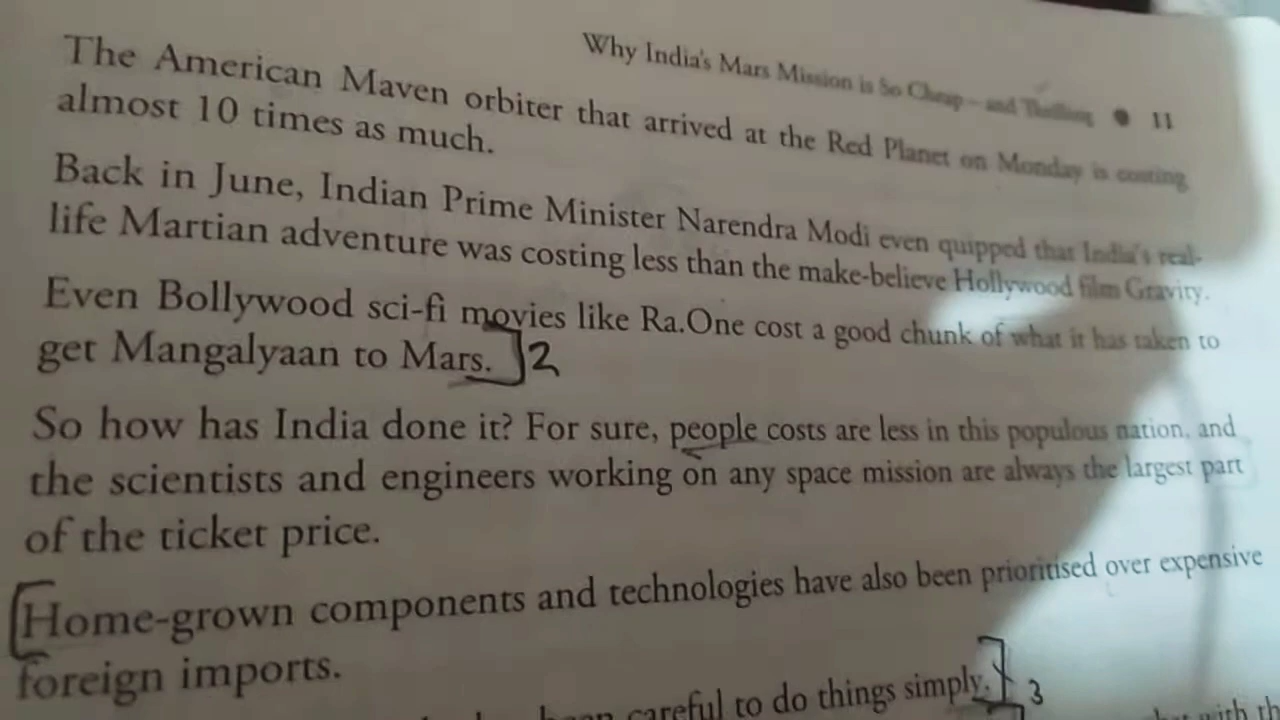 Why India's Mars Mission is So Cheap – and Thrilling ● 11
The American Maven orbiter that arrived at the Red Planet on Monday is costing
almost 10 times as much.
Back in June, Indian Prime Minister Narendra Modi even quipped that India's real-
life Martian adventure was costing less than the make-believe Hollywood film Gravity.
Even Bollywood sci-fi movies like Ra.One cost a good chunk of what it has taken to
get Mangalyaan to Mars. ]2
So how has India done it? For sure, people costs are less in this populous nation, and
the scientists and engineers working on any space mission are always the largest part
of the ticket price.
[Home-grown components and technologies have also been prioritised over expensive
foreign imports.
been careful to do things simply.] 3
with th